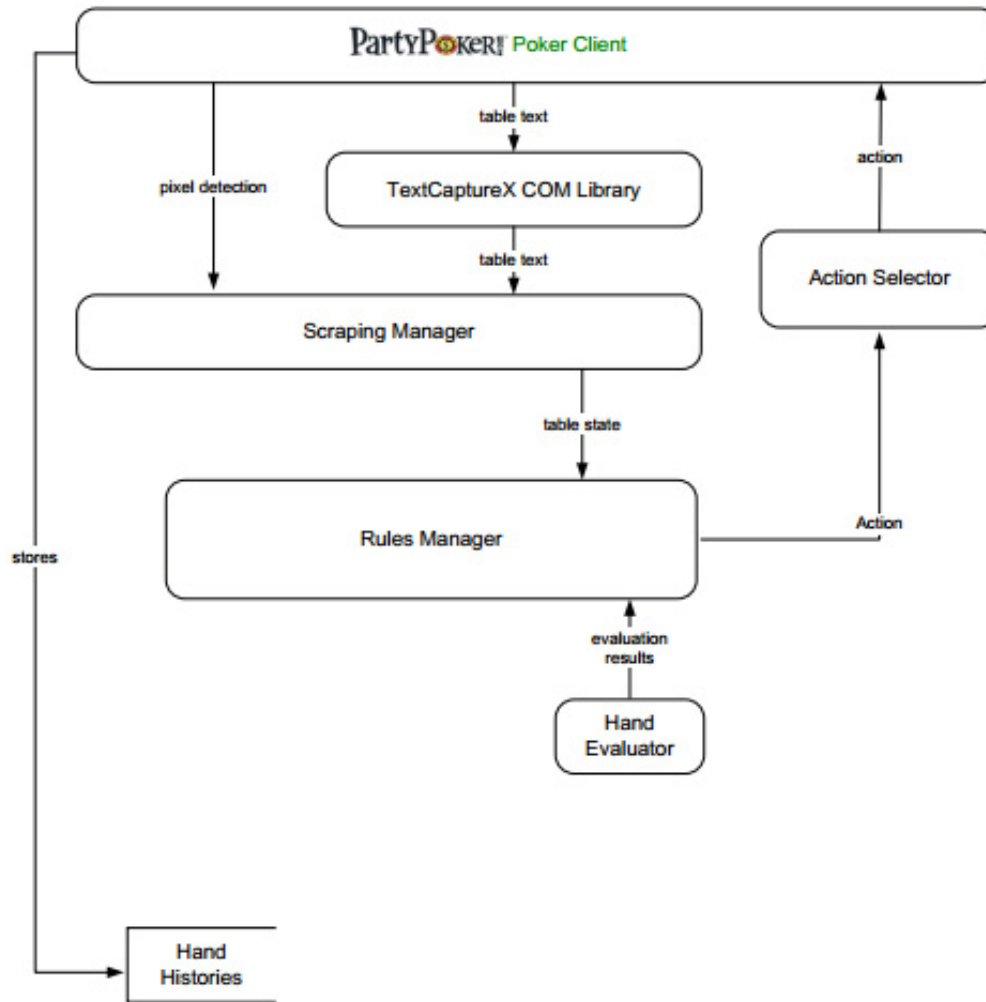 PARTYPOKER! Poker Client
table text
action
pixel detection
TextCaptureX COM Library
table text
Action Selector
Scraping Manager
table state
Rules Manager
Action
stores
evaluation
results
Hand
Evaluator
Hand
Histories